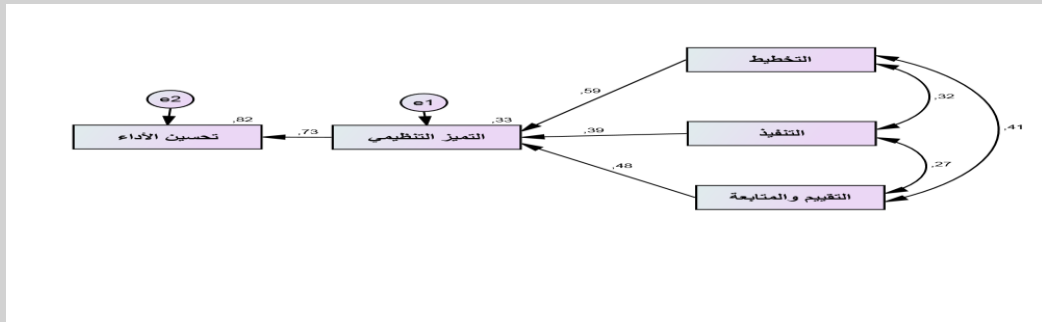 التخطيط
e2
e1
,59
,32
,82
,33
تحسين الأداء
,73
التميز التنظيمي
,39
التنفيذ
,41
,48
,27
التقييم والمتابعة